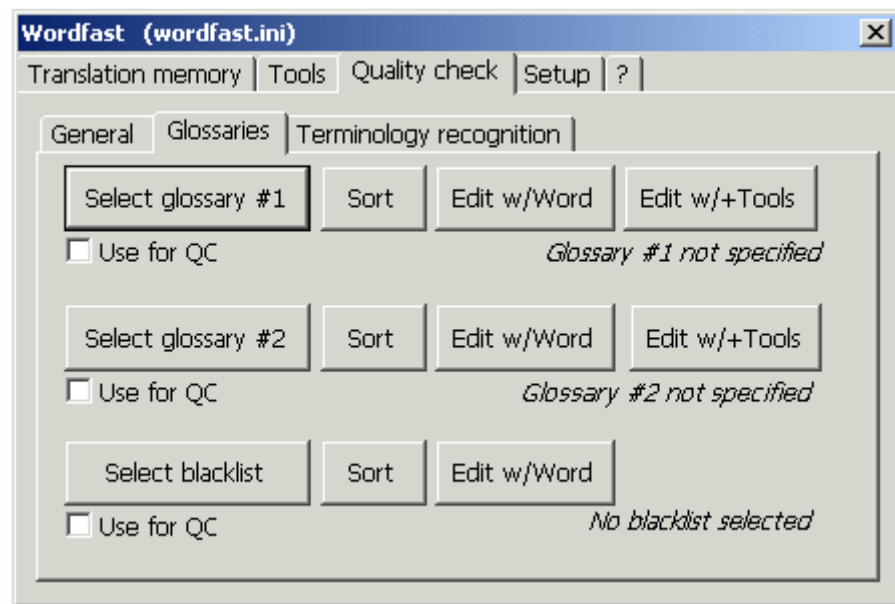 Wordfast (wordfast.ini)
Translation memory Tools Quality check Setup ?
General Glossaries Terminology recognition
Select glossary #1 Sort Edit w/Word Edit w/+Tools
Use for QC Glossary #1 not specified
Select glossary #2 Sort Edit w/Word Edit w/+Tools
Use for QC Glossary #2 not specified
Select blacklist Sort Edit w/Word
Use for QC No blacklist selected